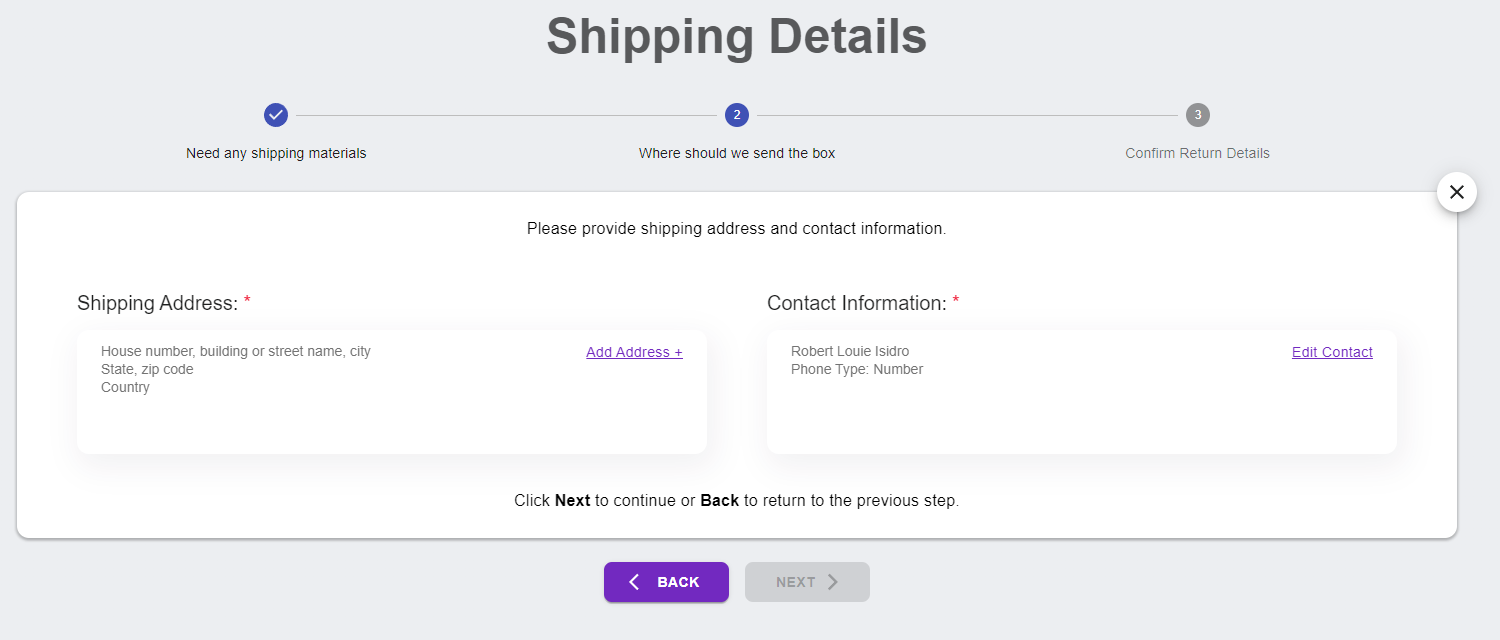 Shipping Details
2
3
Need any shipping materials
Where should we send the box
Confirm Return Details
Please provide shipping address and contact information.
Shipping Address: *
House number, building or street name, city
State, zip code
Country
Add Address +
Contact Information: *
Robert Louie Isidro
Phone Type: Number
Edit Contact
Click Next to continue or Back to return to the previous step.
BACK
NEXT